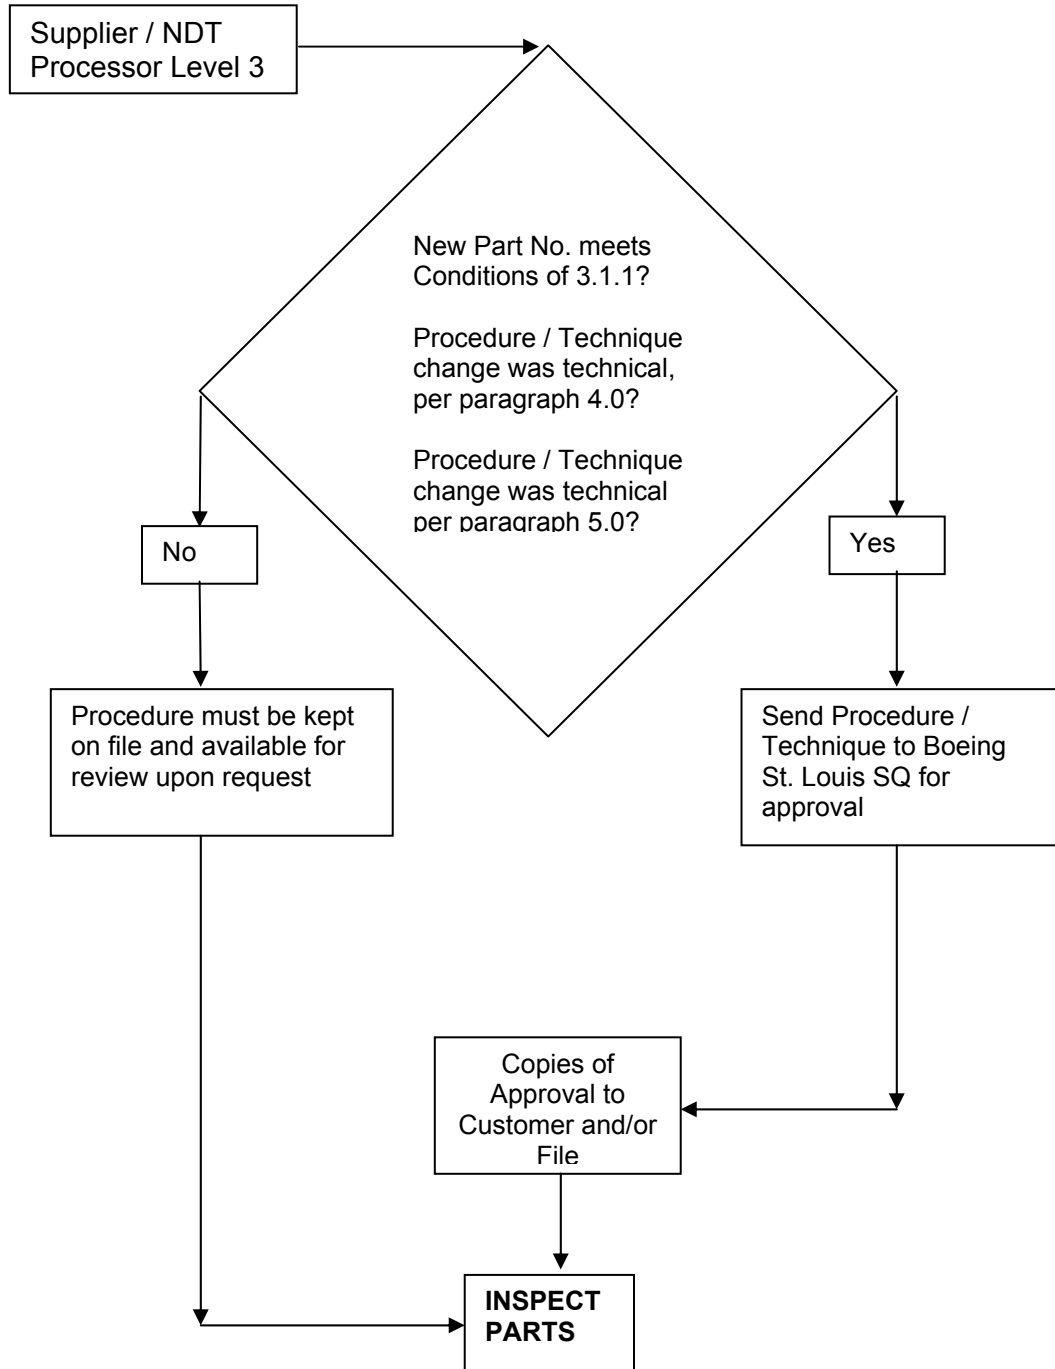 Supplier / NDT
Processor Level 3
New Part No. meets
Conditions of 3.1.1?
Procedure / Technique
change was technical,
per paragraph 4.0?
Procedure / Technique
change was technical
per paragraph 5.0?
No
Yes
Procedure must be kept
on file and available for
review upon request
Send Procedure /
Technique to Boeing
St. Louis SQ for
approval
Copies of
Approval to
Customer and/or
File
INSPECT
PARTS